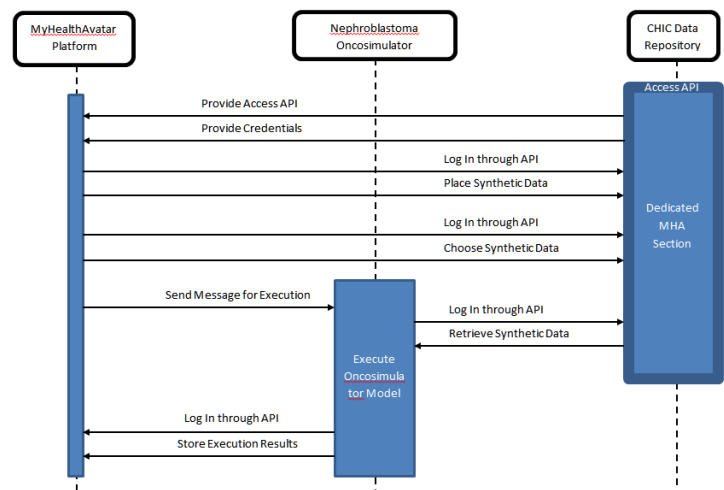 MyHealthAvatar
Platform
Nephroblastoma
Oncosimulator
CHIC Data
Repository
Access API
Provide Access API
Provide Credentials
Log In through API
Place Synthetic Data
Dedicated
MHA
Section
Log In through API
Choose Synthetic Data
Send Message for Execution
Log In through API
Retrieve Synthetic Data
Execute
Oncosimula
tor Model
Log In through API
Store Execution Results